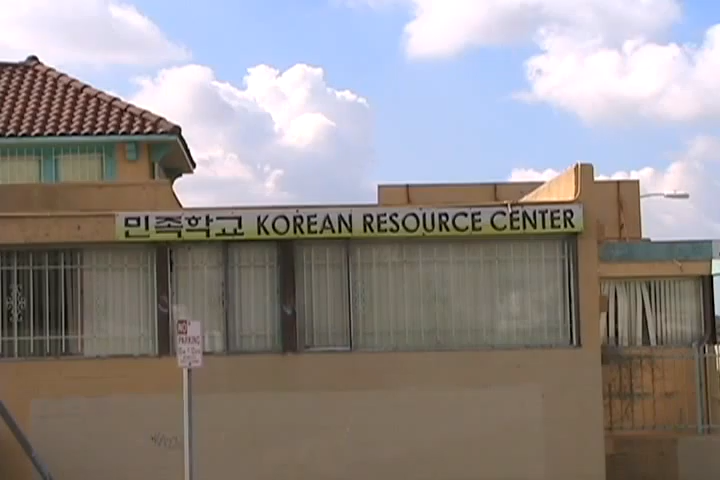 민족학교 KOREAN RESOURCE CENTER
NO
PARKING